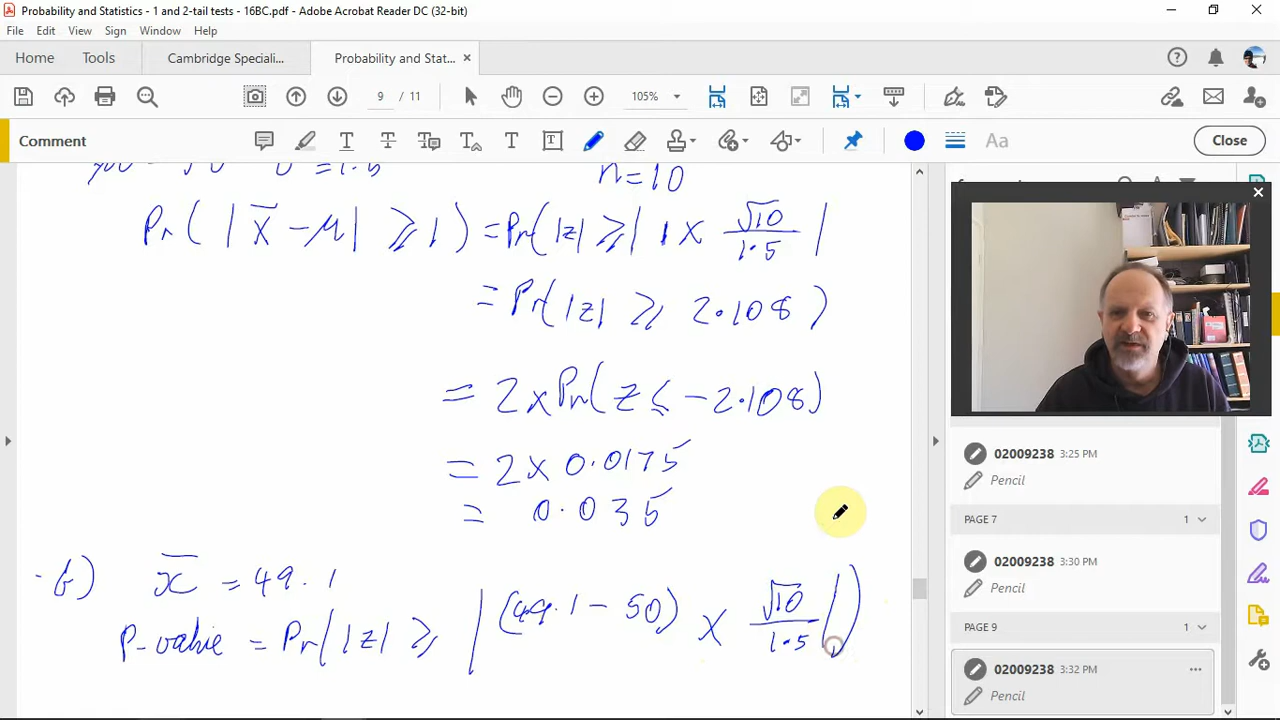 Probability and Statistics - 1 and 2-tail tests - 16BC.pdf - Adobe Acrobat Reader DC (32-bit)
File Edit View Sign Window Help
Home Tools Cambridge Speciali... Probability and Stat... ×
9 / 11 105%
Comment T T T T Aa Close
σ = 1.5 n = 10
Pr( | X̄ - μ | ⩾ 1 ) = Pr( |z| ⩾ | 1 × √10 / 1.5 |
= Pr( |z| ⩾ 2.108 )
= 2 × Pr( z ≤ - 2.108 )
= 2 × 0.0175
= 0.035
b) x̄ = 49.1
P-value = Pr( |z| ⩾ | (49.1 - 50) × √10 / 1.5 | )
02009238 3:25 PM
Pencil
PAGE 7 1
02009238 3:30 PM
Pencil
PAGE 9 1
02009238 3:32 PM
Pencil